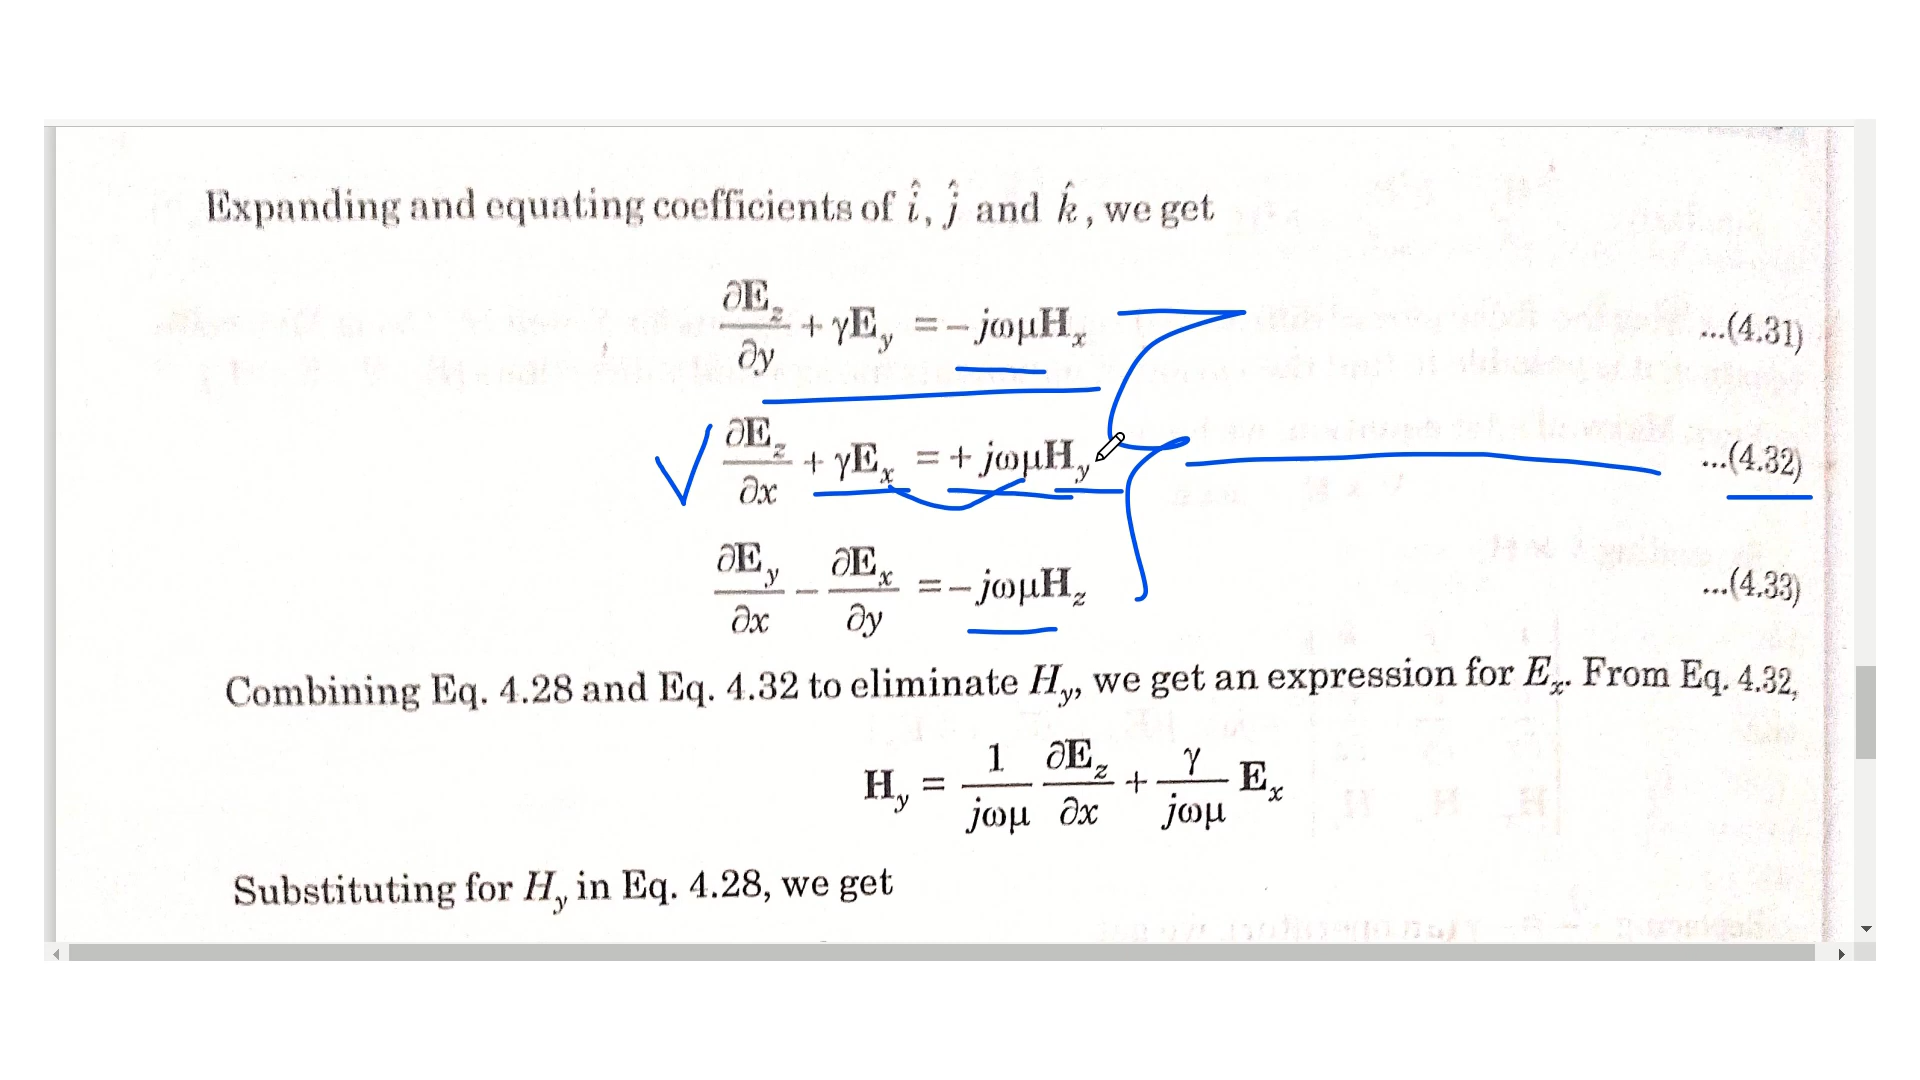 Expanding and equating coefficients of î, ĵ and k̂, we get
∂E_z/∂y + γE_y = − jωμH_x ...(4.31)
∂E_z/∂x + γE_x = + jωμH_y ...(4.32)
∂E_y/∂x − ∂E_x/∂y = − jωμH_z ...(4.33)
Combining Eq. 4.28 and Eq. 4.32 to eliminate H_y, we get an expression for E_x. From Eq. 4.32,
H_y = 1/jωμ ∂E_z/∂x + γ/jωμ E_x
Substituting for H_y in Eq. 4.28, we get